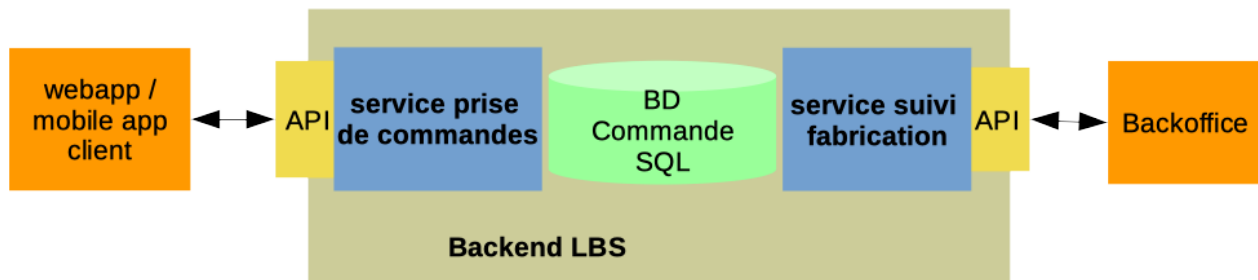 webapp /
mobile app
client
API
service prise
de commandes
BD
Commande
SQL
service suivi
fabrication
API
Backoffice
Backend LBS